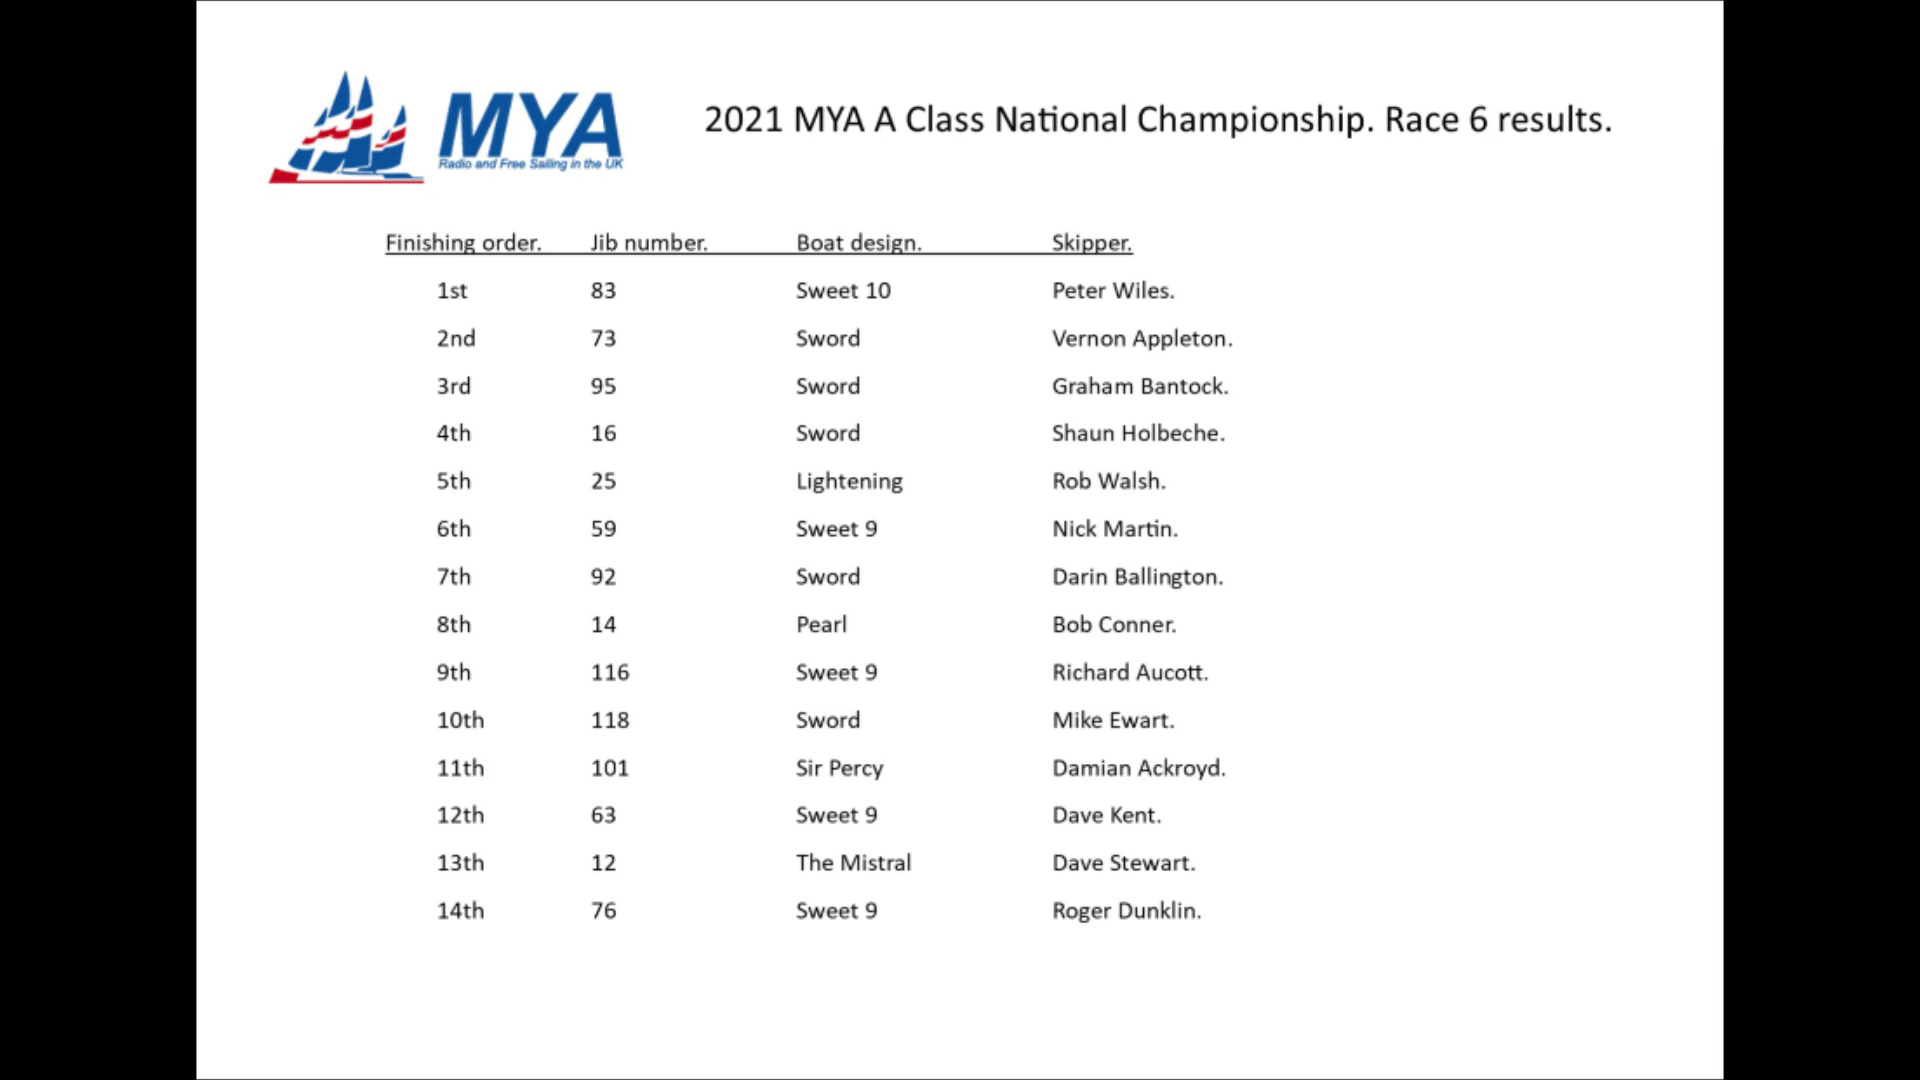 MYA
Radio and Free Sailing in the UK
2021 MYA A Class National Championship. Race 6 results.
Finishing order. Jib number. Boat design. Skipper.
1st 83 Sweet 10 Peter Wiles.
2nd 73 Sword Vernon Appleton.
3rd 95 Sword Graham Bantock.
4th 16 Sword Shaun Holbeche.
5th 25 Lightening Rob Walsh.
6th 59 Sweet 9 Nick Martin.
7th 92 Sword Darin Ballington.
8th 14 Pearl Bob Conner.
9th 116 Sweet 9 Richard Aucott.
10th 118 Sword Mike Ewart.
11th 101 Sir Percy Damian Ackroyd.
12th 63 Sweet 9 Dave Kent.
13th 12 The Mistral Dave Stewart.
14th 76 Sweet 9 Roger Dunklin.